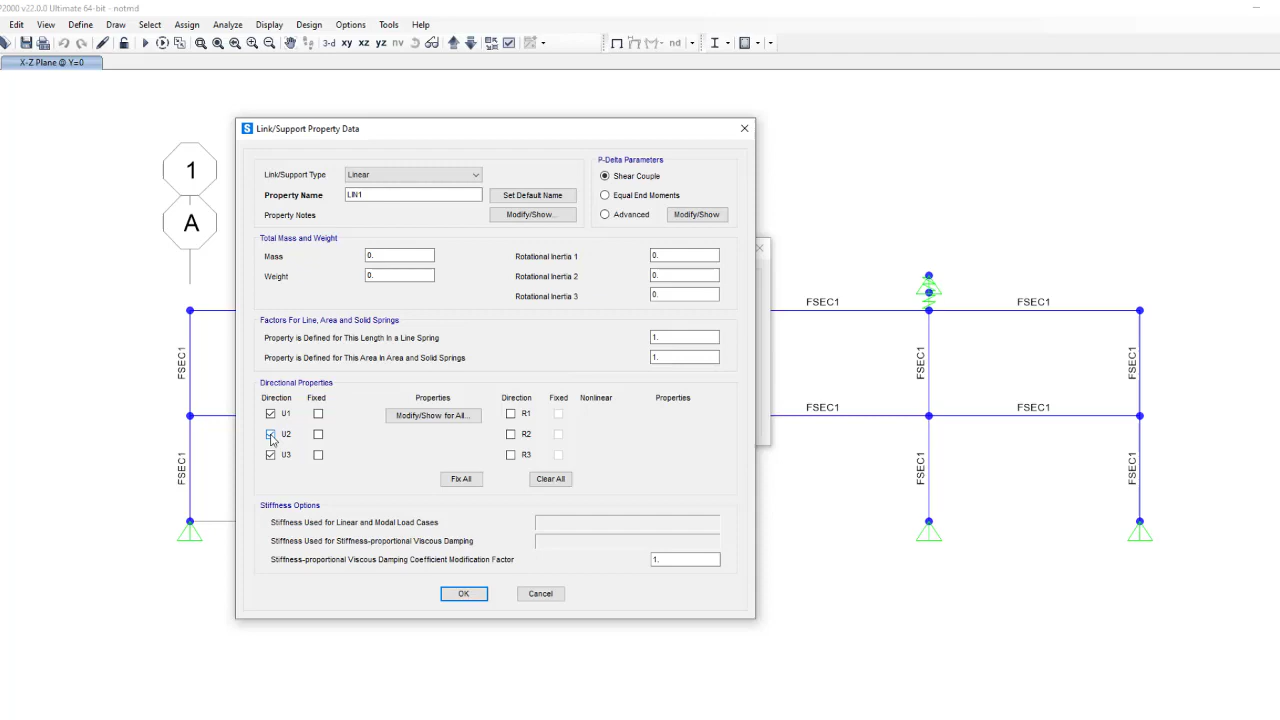 P2000 v22.0.0 Ultimate 64-bit - notmd
Edit View Define Draw Select Assign Analyze Display Design Options Tools Help
3-d xy xz yz nv nd
X-Z Plane @ Y=0
Link/Support Property Data
Link/Support Type Linear
Property Name LIN1 Set Default Name
Property Notes Modify/Show...
P-Delta Parameters
Shear Couple
Equal End Moments
Advanced Modify/Show
Total Mass and Weight
Mass 0. Rotational Inertia 1 0.
Weight 0. Rotational Inertia 2 0.
Rotational Inertia 3 0.
Factors For Line, Area and Solid Springs
Property is Defined for This Length In a Line Spring 1.
Property is Defined for This Area In Area and Solid Springs 1.
Directional Properties
Direction Fixed Properties Direction Fixed Nonlinear Properties
U1 Modify/Show for All... R1
U2 R2
U3 R3
Fix All Clear All
Stiffness Options
Stiffness Used for Linear and Modal Load Cases
Stiffness Used for Stiffness-proportional Viscous Damping
Stiffness-proportional Viscous Damping Coefficient Modification Factor 1.
OK Cancel
1
A
FSEC1
FSEC1
FSEC1 FSEC1
FSEC1 FSEC1
FSEC1 FSEC1
FSEC1 FSEC1